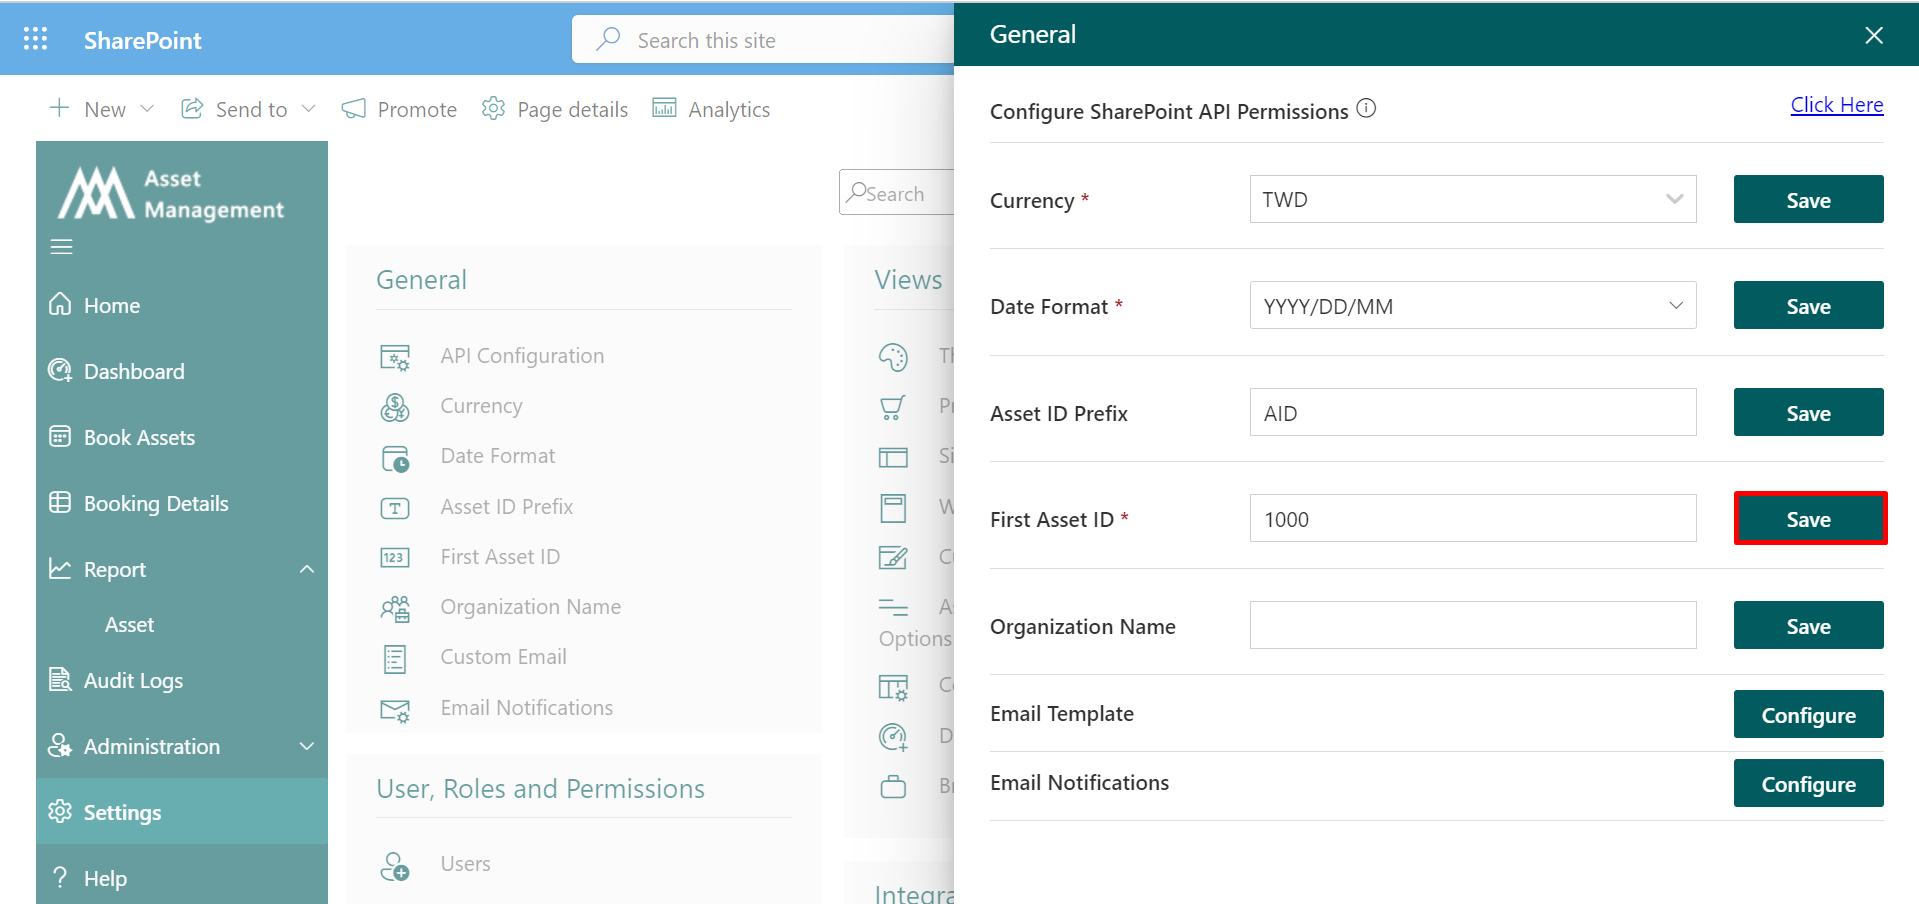 SharePoint
Search this site
New
Send to
Promote
Page details
Analytics
Asset
Management
Home
Dashboard
Book Assets
Booking Details
Report
Asset
Audit Logs
Administration
Settings
? Help
Search
General
API Configuration
Currency
Date Format
Asset ID Prefix
First Asset ID
123
Organization Name
Custom Email
Email Notifications
User, Roles and Permissions
Users
Views
Options
General
Configure SharePoint API Permissions
Click Here
Currency *
TWD
Save
Date Format *
YYYY/DD/MM
Save
Asset ID Prefix
AID
Save
First Asset ID *
1000
Save
Organization Name
Save
Email Template
Configure
Email Notifications
Configure